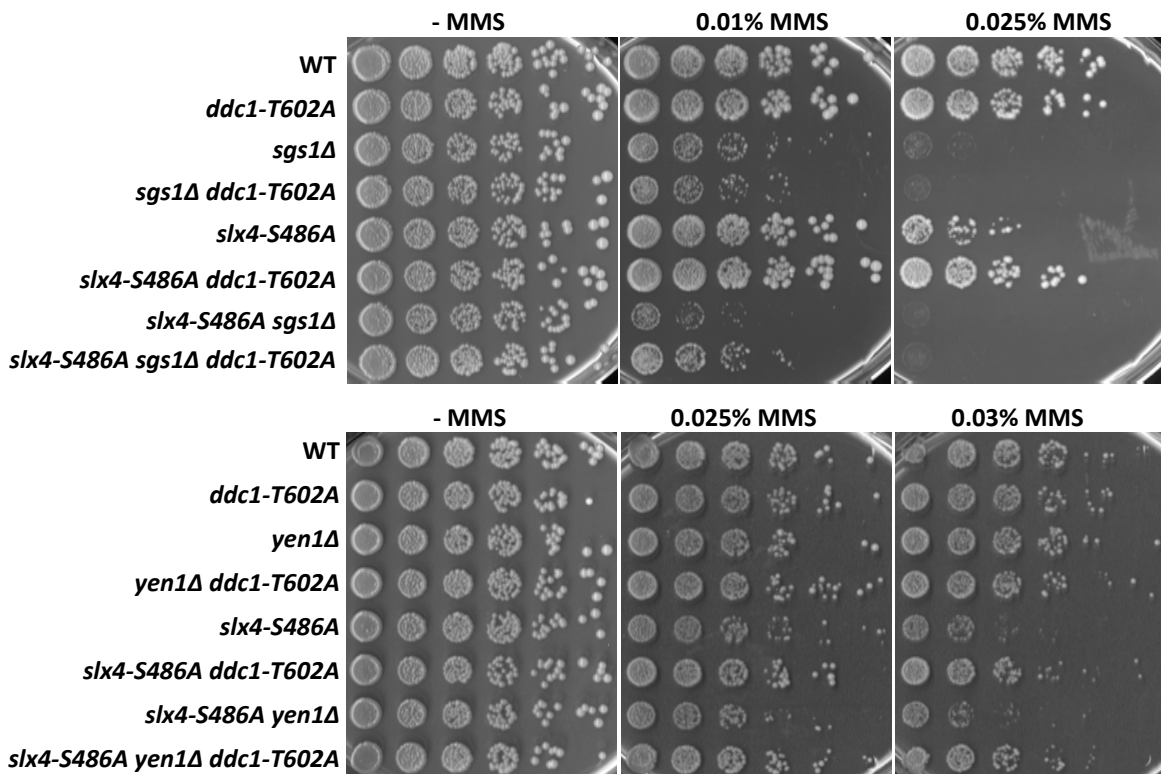 - MMS 0.01% MMS 0.025% MMS
WT
ddc1-T602A
sgs1Δ
sgs1Δ ddc1-T602A
slx4-S486A
slx4-S486A ddc1-T602A
slx4-S486A sgs1Δ
slx4-S486A sgs1Δ ddc1-T602A
- MMS 0.025% MMS 0.03% MMS
WT
ddc1-T602A
yen1Δ
yen1Δ ddc1-T602A
slx4-S486A
slx4-S486A ddc1-T602A
slx4-S486A yen1Δ
slx4-S486A yen1Δ ddc1-T602A